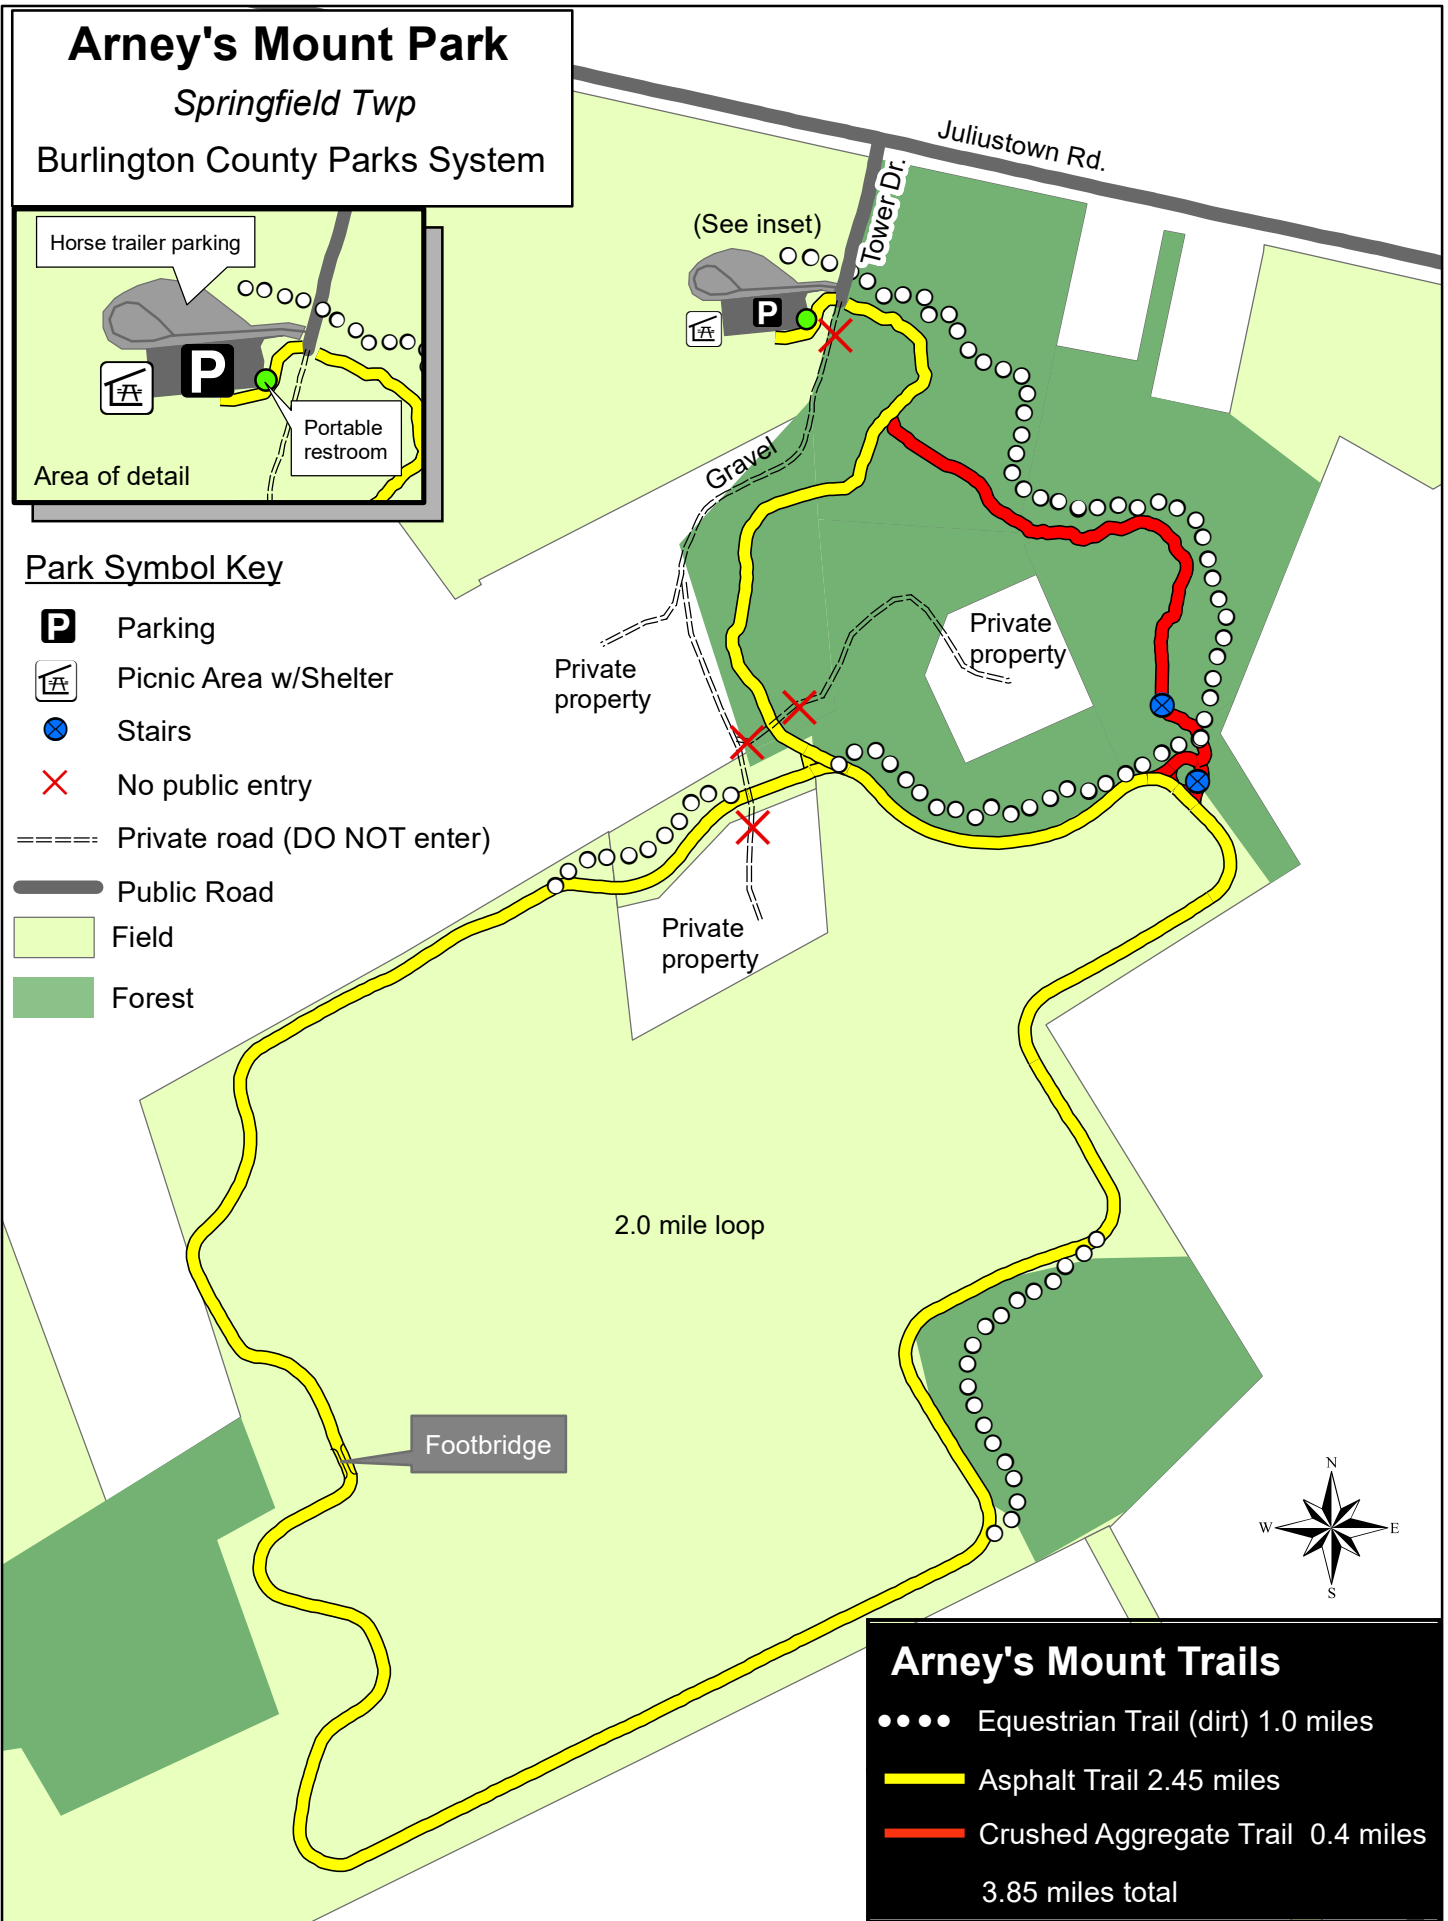 Arney's Mount Park
Springfield Twp
Burlington County Parks System
Horse trailer parking
P
Portable
restroom
Area of detail
Juliustown Rd.
Tower Dr.
(See inset)
P
Gravel
Park Symbol Key
P Parking
Picnic Area w/Shelter
Stairs
No public entry
Private road (DO NOT enter)
Public Road
Field
Forest
Private
property
Private
property
Private
property
2.0 mile loop
Footbridge
N
W E
S
Arney's Mount Trails
Equestrian Trail (dirt) 1.0 miles
Asphalt Trail 2.45 miles
Crushed Aggregate Trail 0.4 miles
3.85 miles total